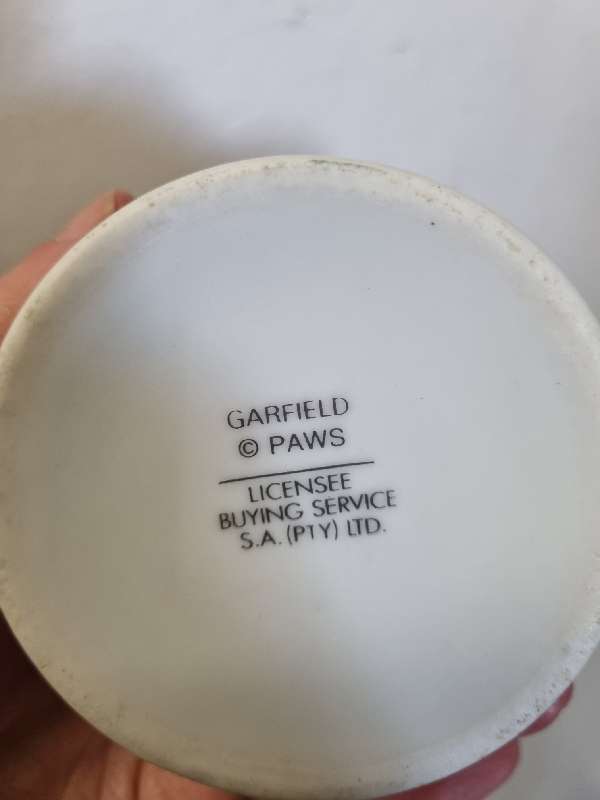 GARFIELD
© PAWS
LICENSEE
BUYING SERVICE
S.A. (PTY) LTD.